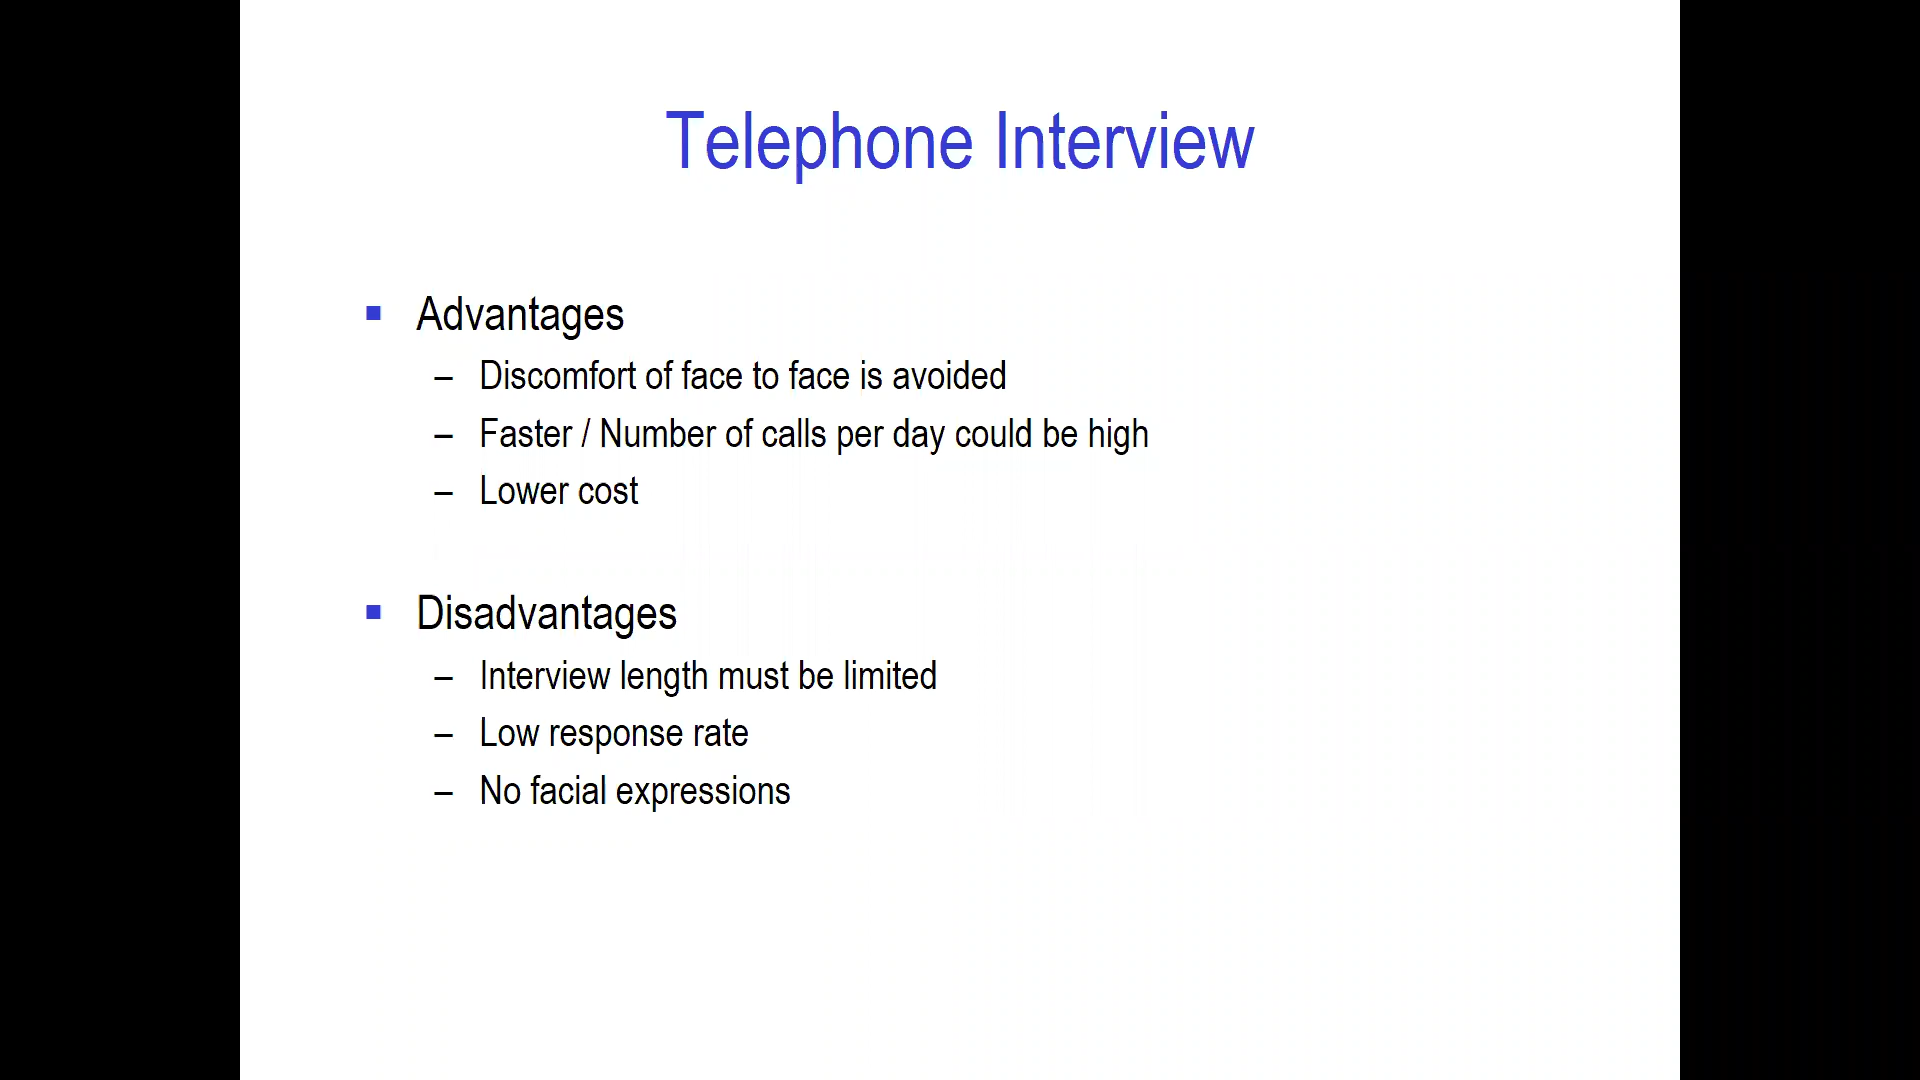 Telephone Interview
▪ Advantages
– Discomfort of face to face is avoided
– Faster / Number of calls per day could be high
– Lower cost
▪ Disadvantages
– Interview length must be limited
– Low response rate
– No facial expressions